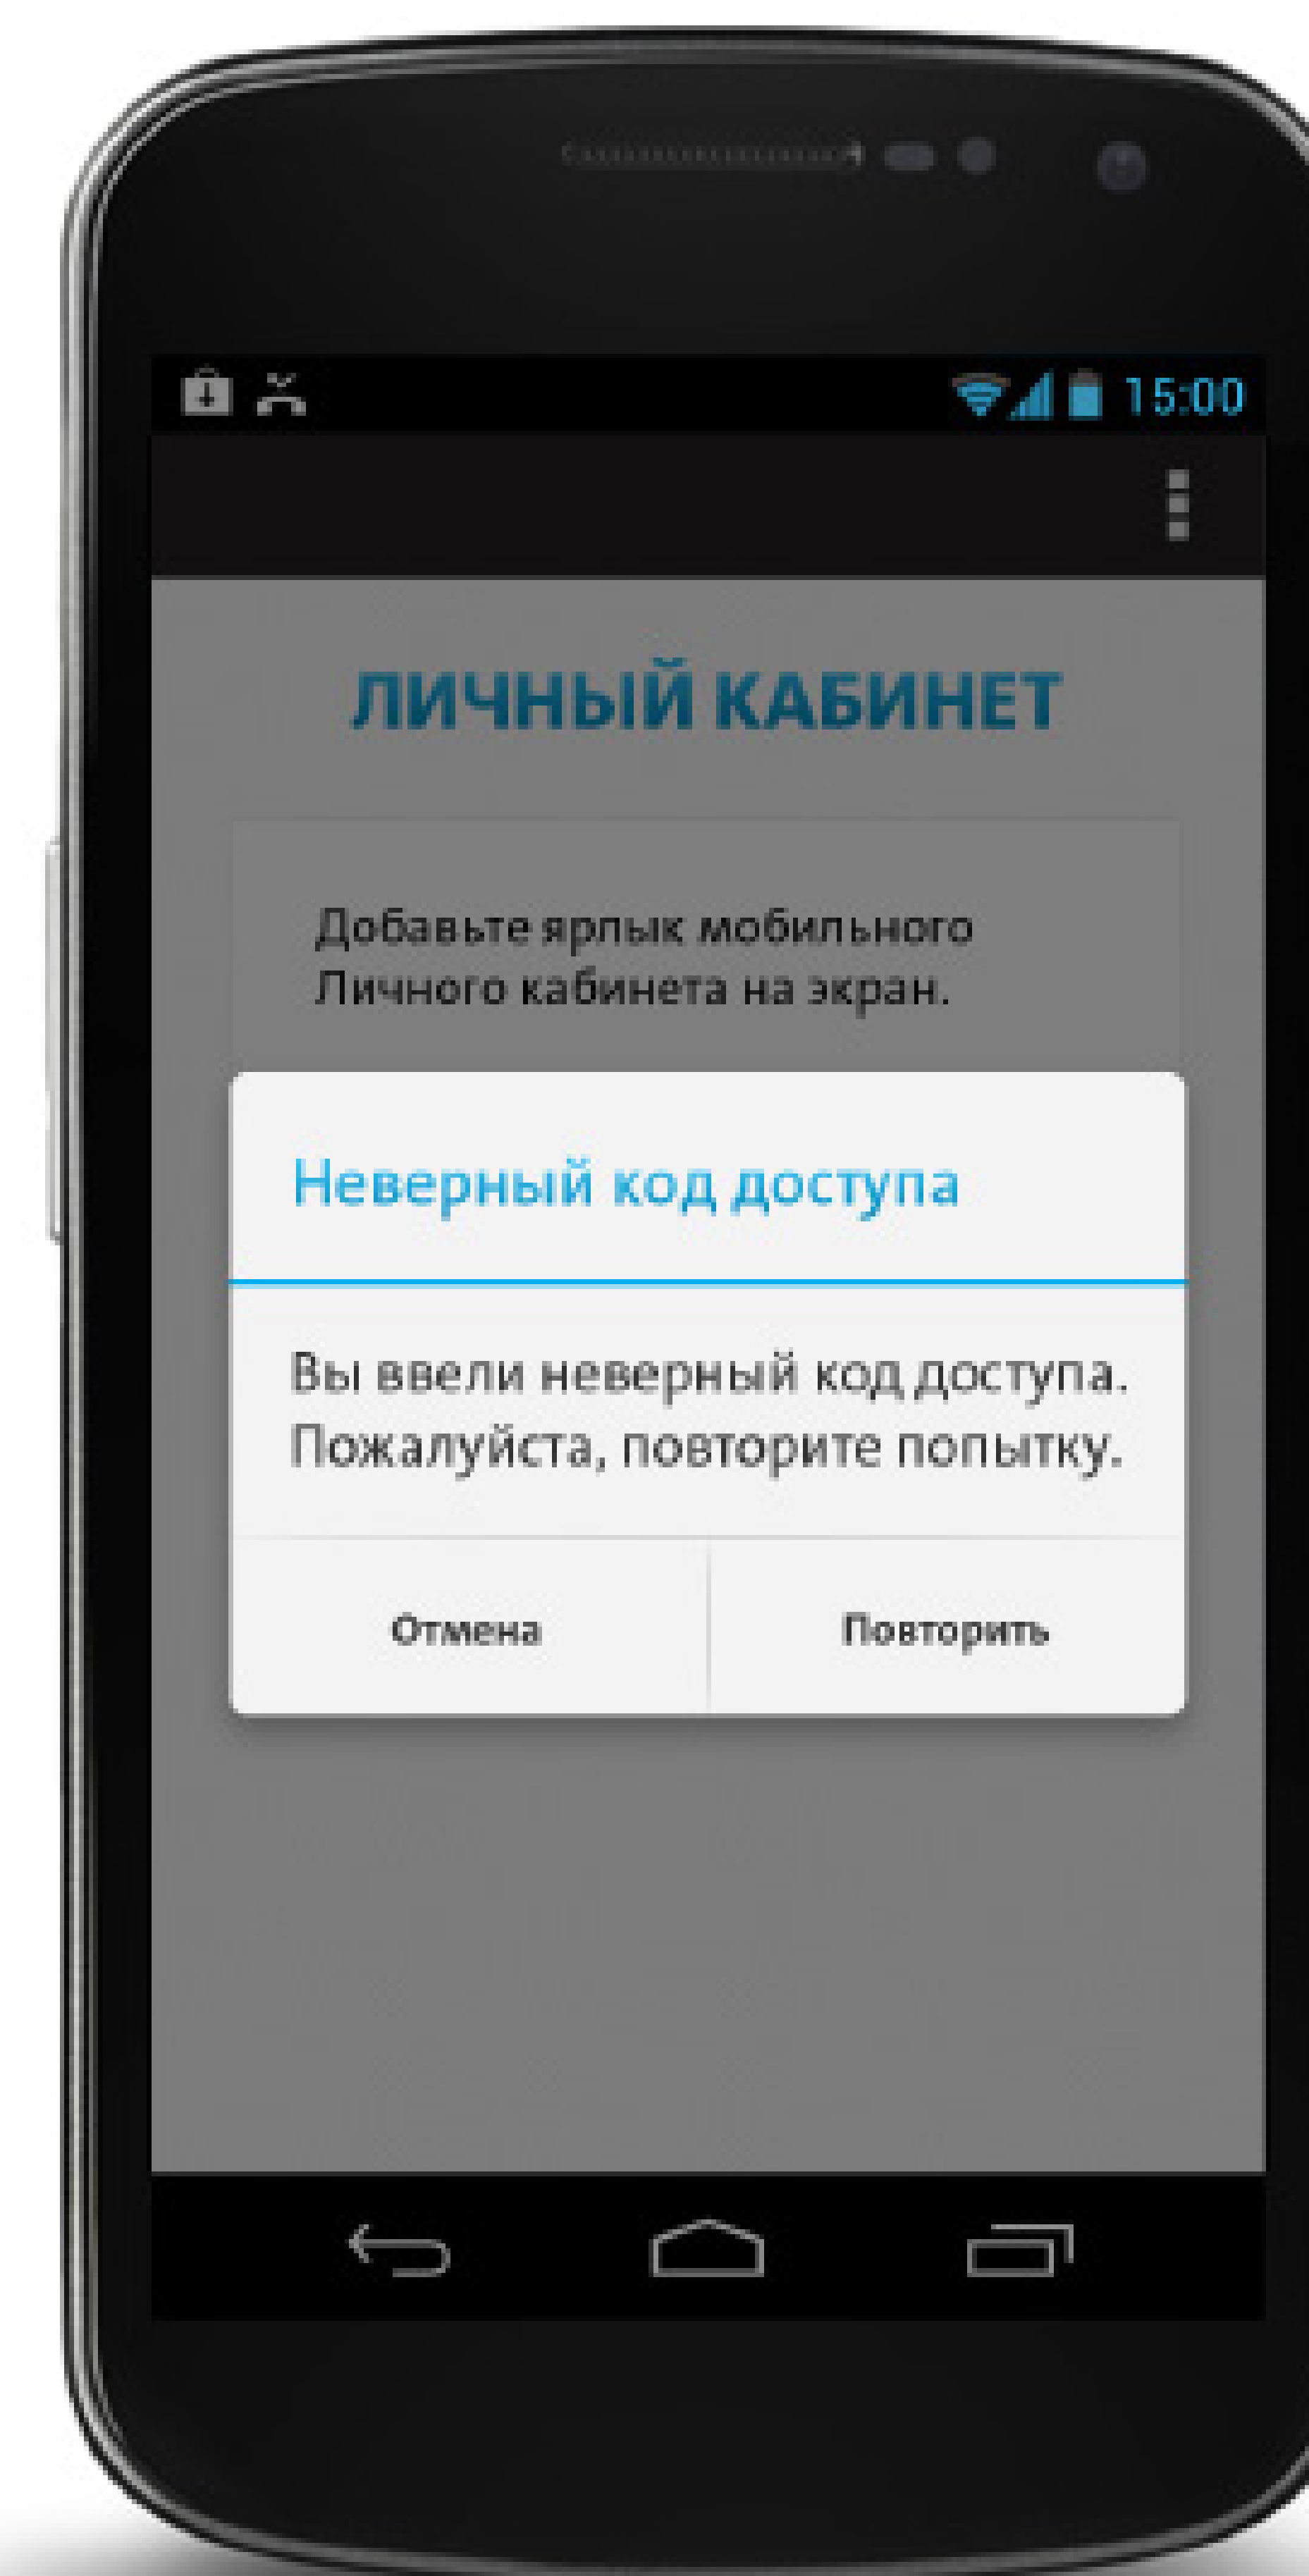 15:00
ЛИЧНЫЙ КАБИНЕТ
Добавьте ярлык мобильного
Личного кабинета на экран.
Неверный код доступа
Вы ввели неверный код доступа.
Пожалуйста, повторите попытку.
Отмена
Повторить